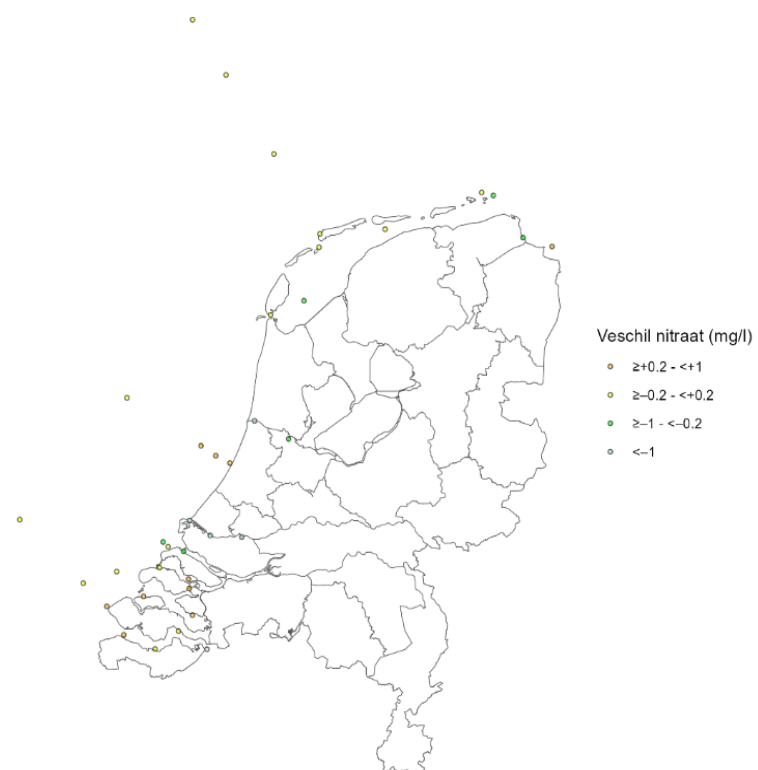 Veschil nitraat (mg/l)
≥+0.2 - <+1
≥–0.2 - <+0.2
≥–1 - <–0.2
<–1